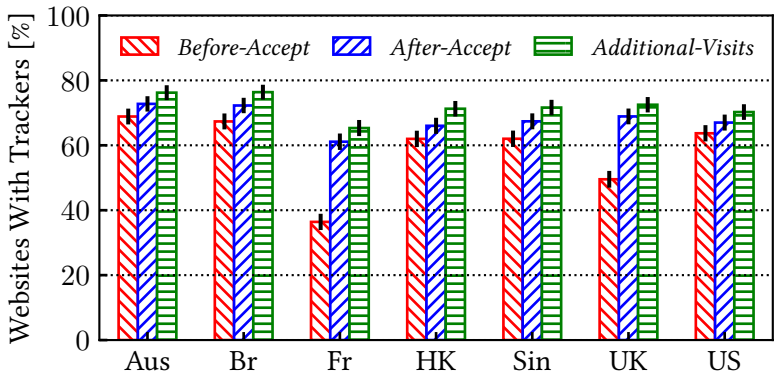 Websites With Trackers [%]
100
80
60
40
20
0
Before-Accept After-Accept Additional-Visits
Aus Br Fr HK Sin UK US